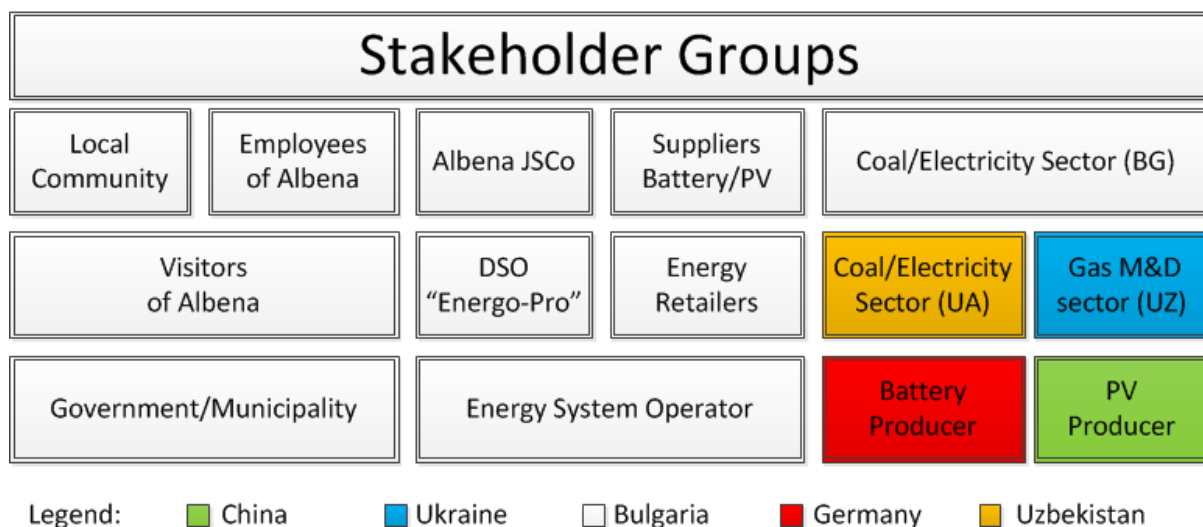 Stakeholder Groups
Local
Community
Employees
of Albena
Albena JSCo
Suppliers
Battery/PV
Coal/Electricity Sector (BG)
Visitors
of Albena
DSO
“Energo-Pro”
Energy
Retailers
Coal/Electricity
Sector (UA)
Gas M&D
sector (UZ)
Government/Municipality
Energy System Operator
Battery
Producer
PV
Producer
Legend: China Ukraine Bulgaria Germany Uzbekistan